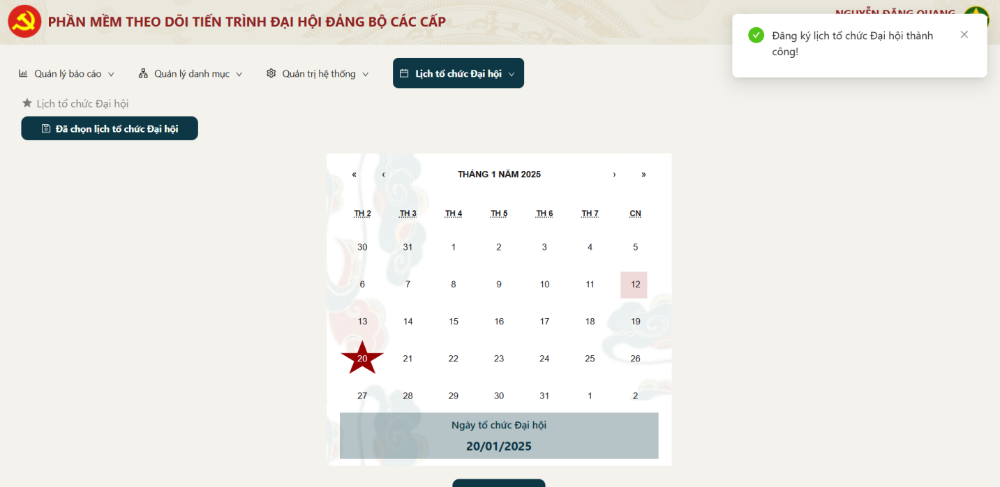 PHẦN MỀM THEO DÕI TIẾN TRÌNH ĐẠI HỘI ĐẢNG BỘ CÁC CẤP
NGUYỄN ĐĂNG QUANG
Đăng ký lịch tổ chức Đại hội thành
công!
Quản lý báo cáo
Quản lý danh mục
Quản trị hệ thống
Lịch tổ chức Đại hội
Lịch tổ chức Đại hội
Đã chọn lịch tổ chức Đại hội
« ‹ THÁNG 1 NĂM 2025 › »
TH 2 TH 3 TH 4 TH 5 TH 6 TH 7 CN
30 31 1 2 3 4 5
6 7 8 9 10 11 12
13 14 15 16 17 18 19
20 21 22 23 24 25 26
27 28 29 30 31 1 2
Ngày tổ chức Đại hội
20/01/2025